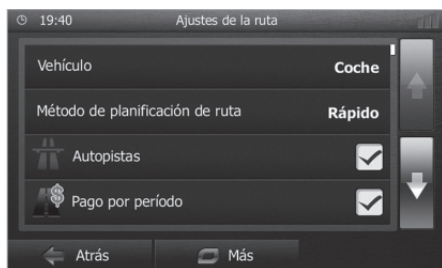 19:40
Ajustes de la ruta
Vehículo
Coche
Método de planificación de ruta
Rápido
Autopistas
Pago por período
Atrás
Más